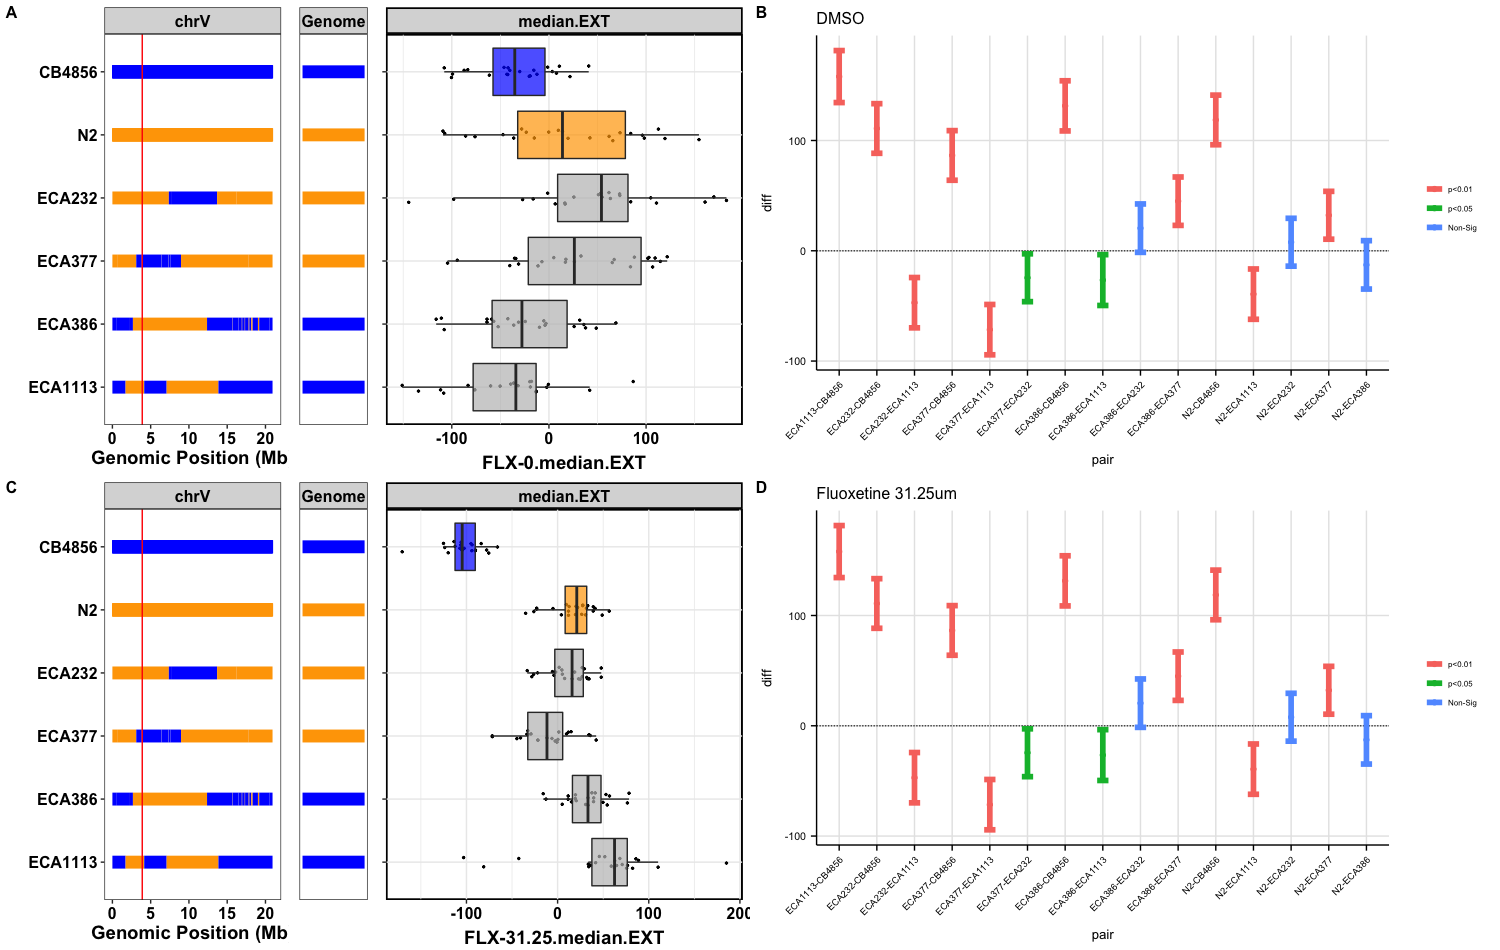 A
chrV
Genome
median.EXT
CB4856
N2
ECA232
ECA377
ECA386
ECA1113
0
5
10
15
20
Genomic Position (Mb
-100
0
100
FLX-0.median.EXT
B
DMSO
diff
100
0
-100
ECA1113-CB4856
ECA232-CB4856
ECA232-ECA1113
ECA377-CB4856
ECA377-ECA1113
ECA377-ECA232
ECA386-CB4856
ECA386-ECA1113
ECA386-ECA232
ECA386-ECA377
N2-CB4856
N2-ECA1113
N2-ECA232
N2-ECA377
N2-ECA386
pair
p<0.01
p<0.05
Non-Sig
C
chrV
Genome
median.EXT
CB4856
N2
ECA232
ECA377
ECA386
ECA1113
0
5
10
15
20
Genomic Position (Mb
-100
0
100
200
FLX-31.25.median.EXT
D
Fluoxetine 31.25um
diff
100
0
-100
ECA1113-CB4856
ECA232-CB4856
ECA232-ECA1113
ECA377-CB4856
ECA377-ECA1113
ECA377-ECA232
ECA386-CB4856
ECA386-ECA1113
ECA386-ECA232
ECA386-ECA377
N2-CB4856
N2-ECA1113
N2-ECA232
N2-ECA377
N2-ECA386
pair
p<0.01
p<0.05
Non-Sig